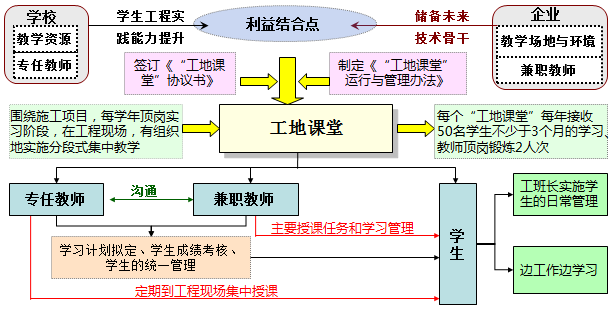 学校
教学资源
专任教师
学生工程实
践能力提升
利益结合点
储备未来
技术骨干
企业
教学场地与环境
兼职教师
签订《“工地课
堂”协议书》
制定《“工地课堂”
运行与管理办法》
围绕施工项目，每学年顶岗实
习阶段，在工程现场，有组织
地实施分段式集中教学
工地课堂
每个“工地课堂”每年接收
50名学生不少于3个月的学习、
教师顶岗锻炼2人次
专任教师
沟通
兼职教师
学生
工班长实施学
生的日常管理
主要授课任务和学习管理
学习计划拟定、学生成绩考核、
学生的统一管理
边工作边学习
定期到工程现场集中授课